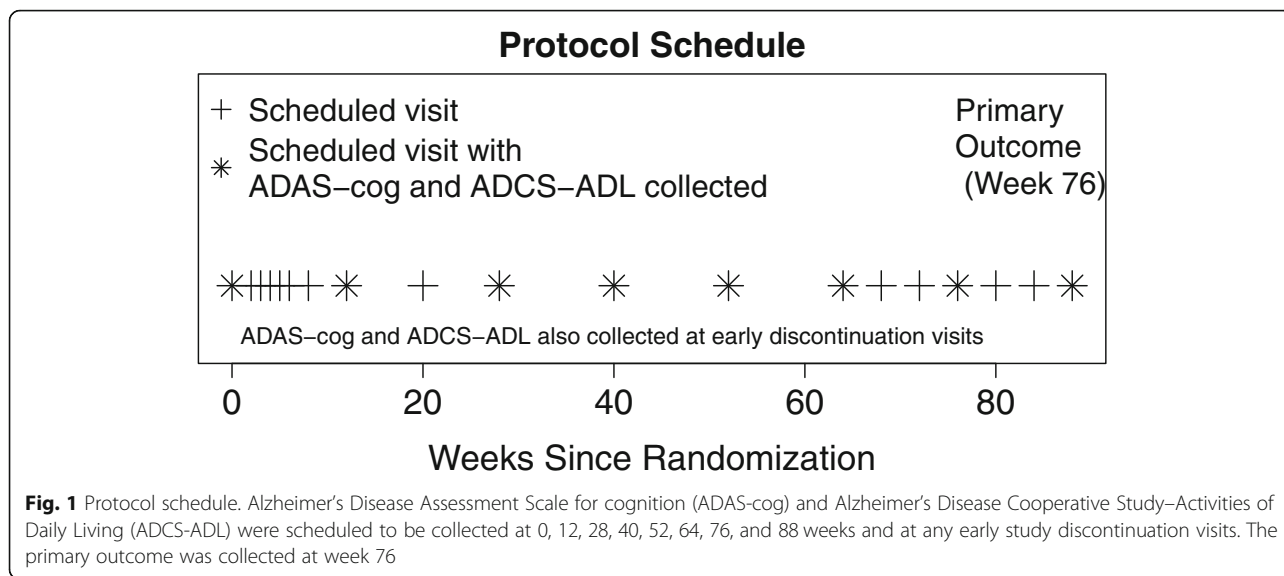 Protocol Schedule
+ Scheduled visit
Primary
Outcome
(Week 76)
✳ Scheduled visit with
ADAS−cog and ADCS−ADL collected
ADAS−cog and ADCS−ADL also collected at early discontinuation visits
0 20 40 60 80
Weeks Since Randomization
Fig. 1 Protocol schedule. Alzheimer's Disease Assessment Scale for cognition (ADAS-cog) and Alzheimer's Disease Cooperative Study–Activities of
Daily Living (ADCS-ADL) were scheduled to be collected at 0, 12, 28, 40, 52, 64, 76, and 88 weeks and at any early study discontinuation visits. The
primary outcome was collected at week 76